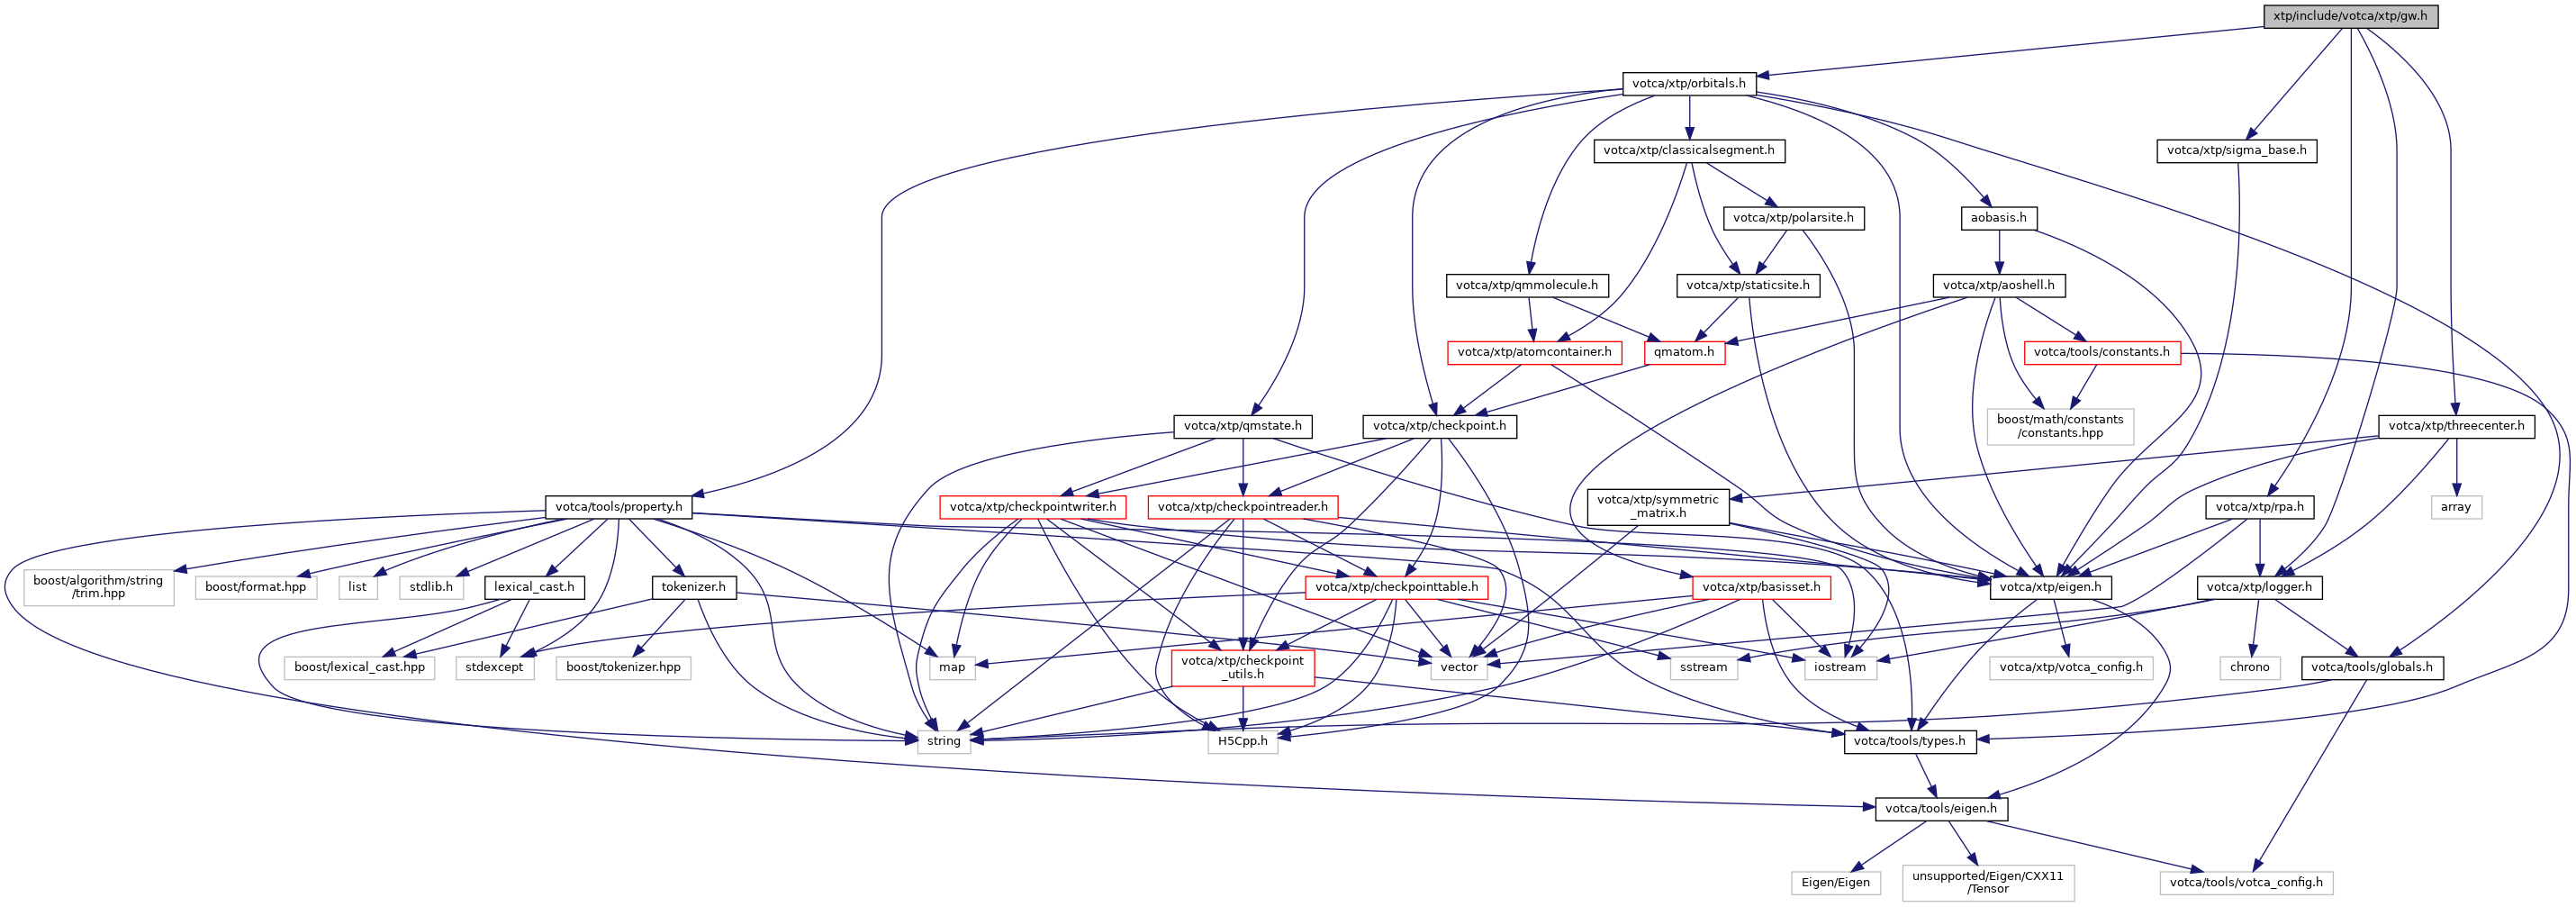 xtp/include/votca/xtp/gw.h
votca/xtp/orbitals.h
votca/xtp/classicalsegment.h
votca/xtp/sigma_base.h
votca/xtp/polarsite.h
aobasis.h
votca/xtp/qmmolecule.h
votca/xtp/staticsite.h
votca/xtp/aoshell.h
votca/xtp/atomcontainer.h
qmatom.h
votca/tools/constants.h
votca/xtp/qmstate.h
votca/xtp/checkpoint.h
boost/math/constants
/constants.hpp
votca/xtp/threecenter.h
votca/tools/property.h
votca/xtp/checkpointwriter.h
votca/xtp/checkpointreader.h
votca/xtp/symmetric
_matrix.h
votca/xtp/rpa.h
array
boost/algorithm/string
/trim.hpp
boost/format.hpp
list
stdlib.h
lexical_cast.h
tokenizer.h
votca/xtp/checkpointtable.h
votca/xtp/basisset.h
votca/xtp/eigen.h
votca/xtp/logger.h
boost/lexical_cast.hpp
stdexcept
boost/tokenizer.hpp
map
votca/xtp/checkpoint
_utils.h
vector
sstream
iostream
votca/xtp/votca_config.h
chrono
votca/tools/globals.h
string
H5Cpp.h
votca/tools/types.h
votca/tools/eigen.h
Eigen/Eigen
unsupported/Eigen/CXX11
/Tensor
votca/tools/votca_config.h